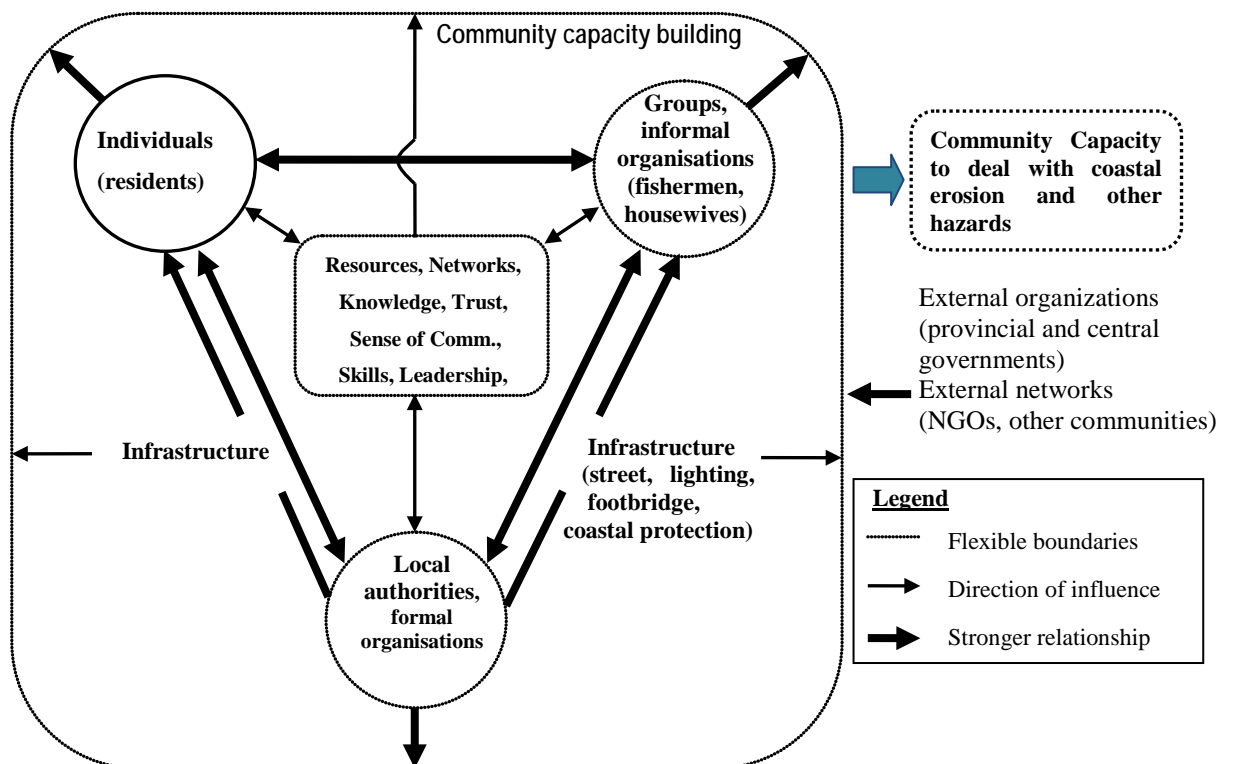 Community capacity building
Individuals
(residents)
Groups,
informal
organisations
(fishermen,
housewives)
Resources, Networks,
Knowledge, Trust,
Sense of Comm.,
Skills, Leadership,
Infrastructure
Infrastructure
(street, lighting,
footbridge,
coastal protection)
Local
authorities,
formal
organisations
Community Capacity
to deal with coastal
erosion and other
hazards
External organizations
(provincial and central
governments)
External networks
(NGOs, other communities)
Legend
Flexible boundaries
Direction of influence
Stronger relationship